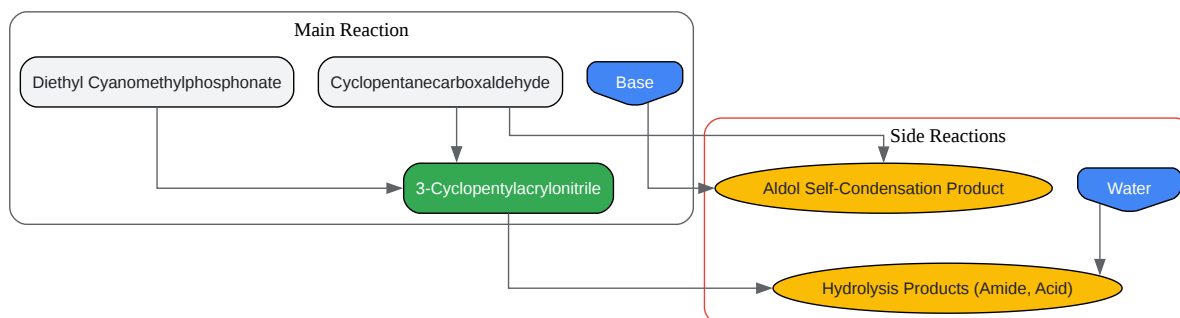 Main Reaction
Diethyl Cyanomethylphosphonate
Cyclopentanecarboxaldehyde
Base
Side Reactions
3-Cyclopentylacrylonitrile
Aldol Self-Condensation Product
Water
Hydrolysis Products (Amide, Acid)